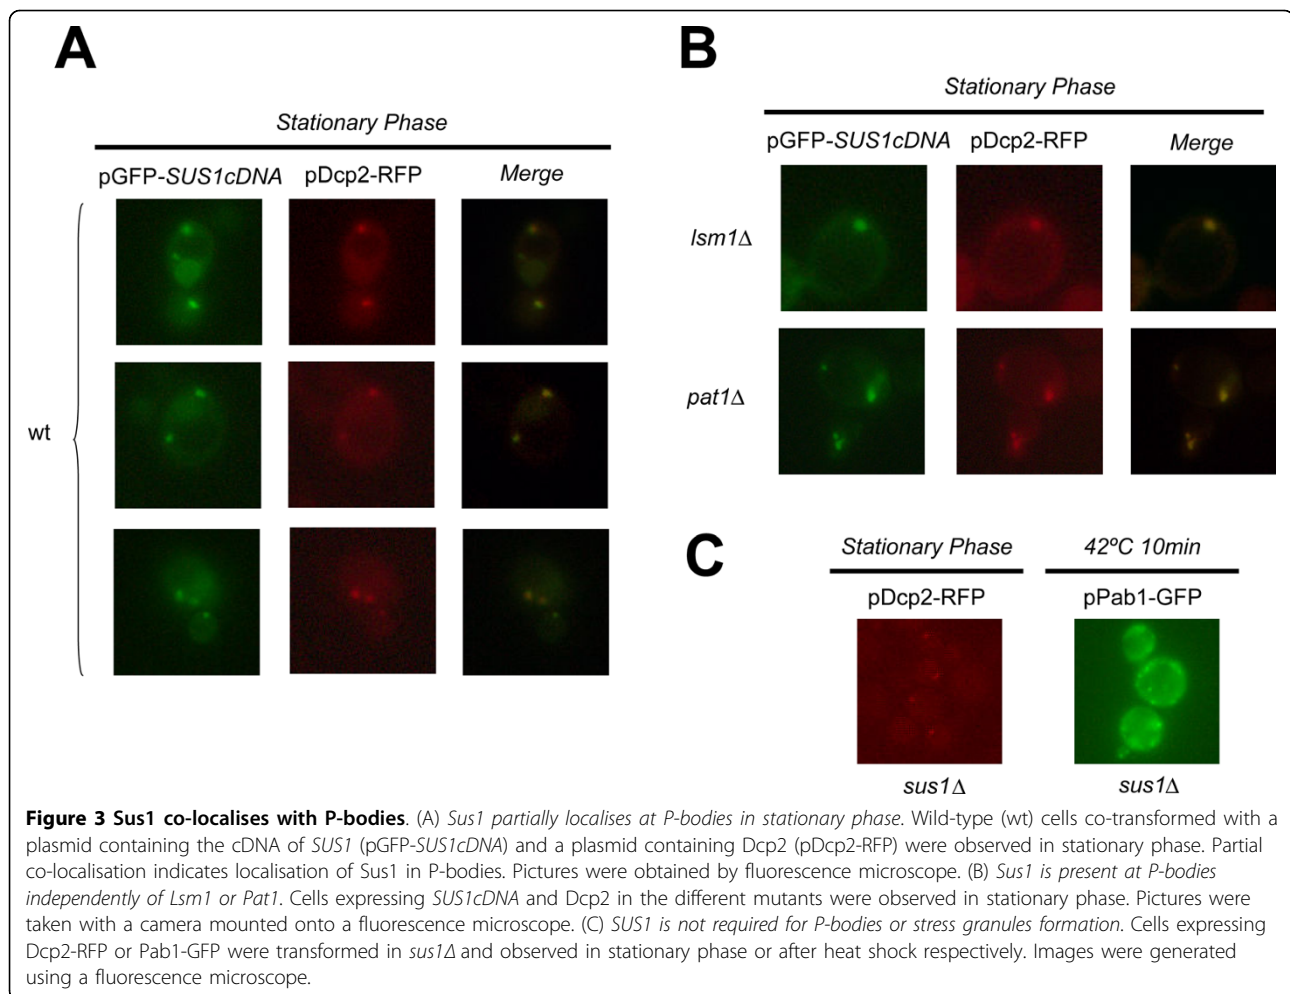 A
Stationary Phase
pGFP-SUS1cDNA pDcp2-RFP Merge
wt
B
Stationary Phase
pGFP-SUS1cDNA pDcp2-RFP Merge
lsm1Δ
pat1Δ
C
Stationary Phase 42ºC 10min
pDcp2-RFP pPab1-GFP
sus1Δ sus1Δ
Figure 3 Sus1 co-localises with P-bodies. (A) Sus1 partially localises at P-bodies in stationary phase. Wild-type (wt) cells co-transformed with a
plasmid containing the cDNA of SUS1 (pGFP-SUS1cDNA) and a plasmid containing Dcp2 (pDcp2-RFP) were observed in stationary phase. Partial
co-localisation indicates localisation of Sus1 in P-bodies. Pictures were obtained by fluorescence microscope. (B) Sus1 is present at P-bodies
independently of Lsm1 or Pat1. Cells expressing SUS1cDNA and Dcp2 in the different mutants were observed in stationary phase. Pictures were
taken with a camera mounted onto a fluorescence microscope. (C) SUS1 is not required for P-bodies or stress granules formation. Cells expressing
Dcp2-RFP or Pab1-GFP were transformed in sus1Δ and observed in stationary phase or after heat shock respectively. Images were generated
using a fluorescence microscope.